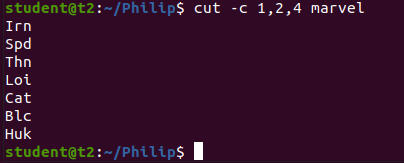 student@t2:~/Philip$ cut -c 1,2,4 marvel
Irn
Spd
Thn
Loi
Cat
Blc
Huk
student@t2:~/Philip$